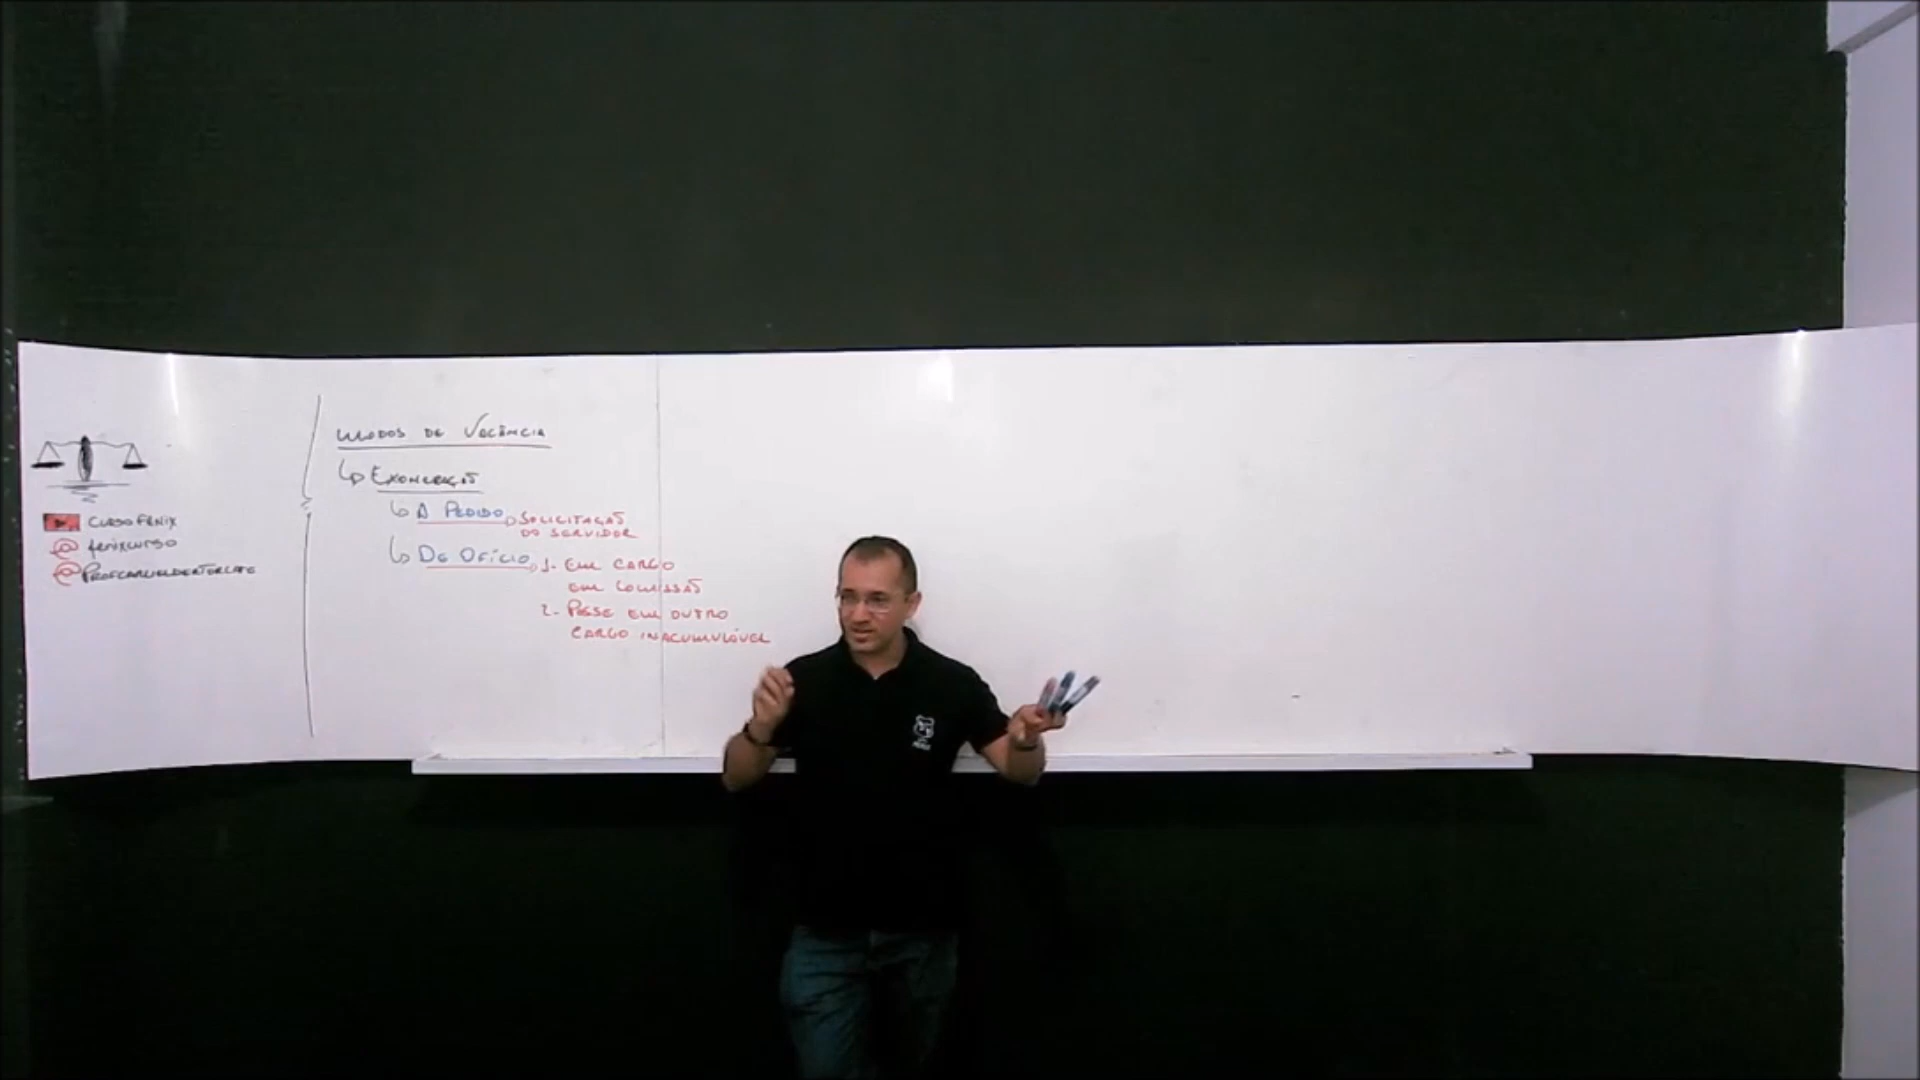 CURSO FÊNIX
@ fenixcurso
@
MODOS DE VACÂNCIA
EXONERAÇÃO
A PEDIDO
SOLICITAÇÃO
DO SERVIDOR
DE OFÍCIO
1- EM CARGO
EM COMISSÃO
2- POSSE EM OUTRO
CARGO INACUMULÁVEL